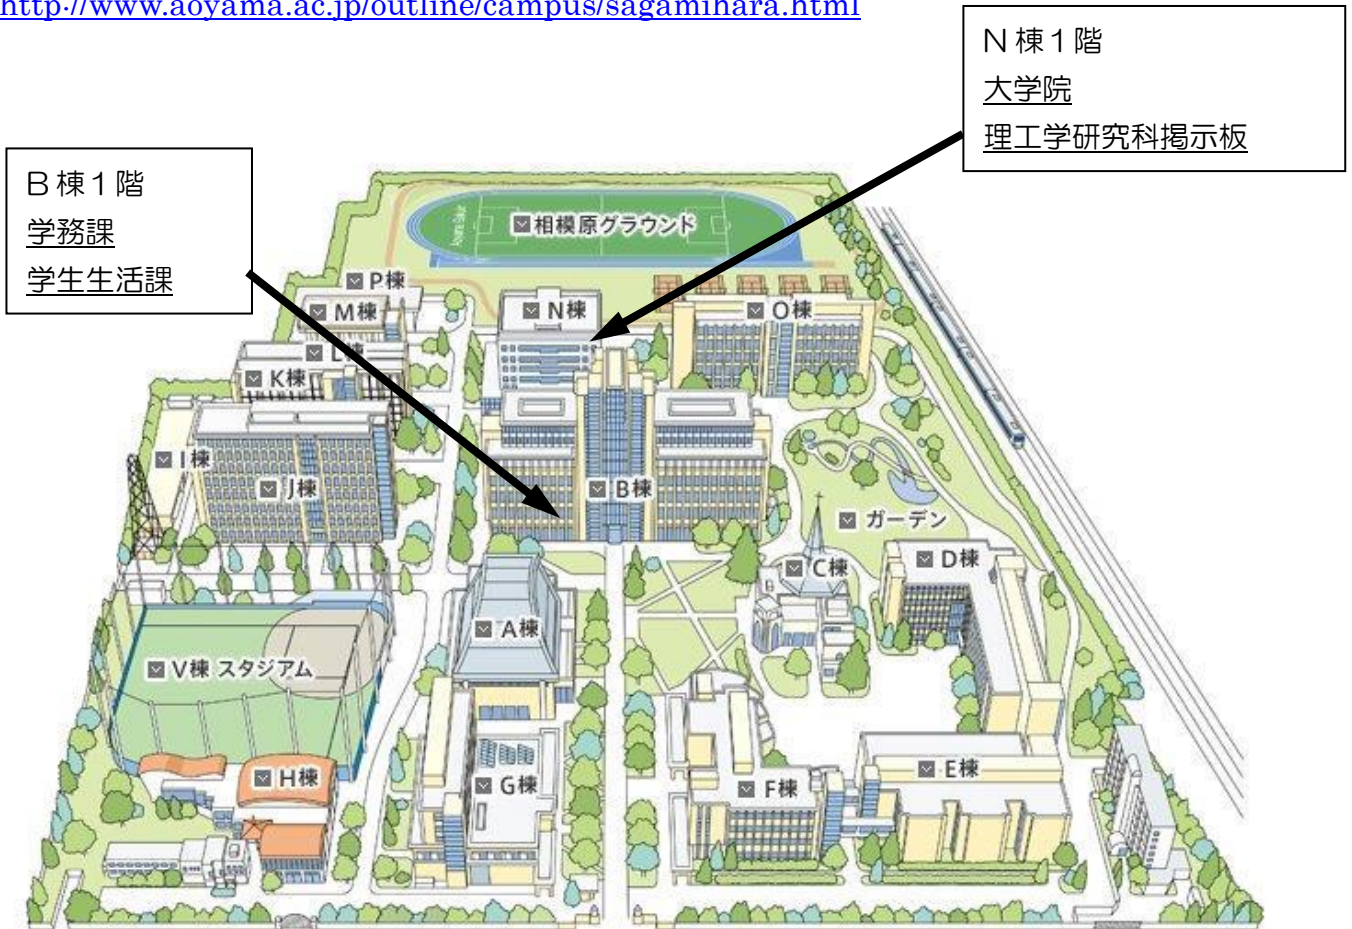 http://www.aoyama.ac.jp/outline/campus/sagamihara.html
N棟1階
大学院
理工学研究科掲示板
B棟1階
学務課
学生生活課
相模原グラウンド
P棟
M棟
N棟
O棟
L棟
K棟
I棟
J棟
B棟
ガーデン
D棟
C棟
A棟
V棟 スタジアム
H棟
G棟
F棟
E棟